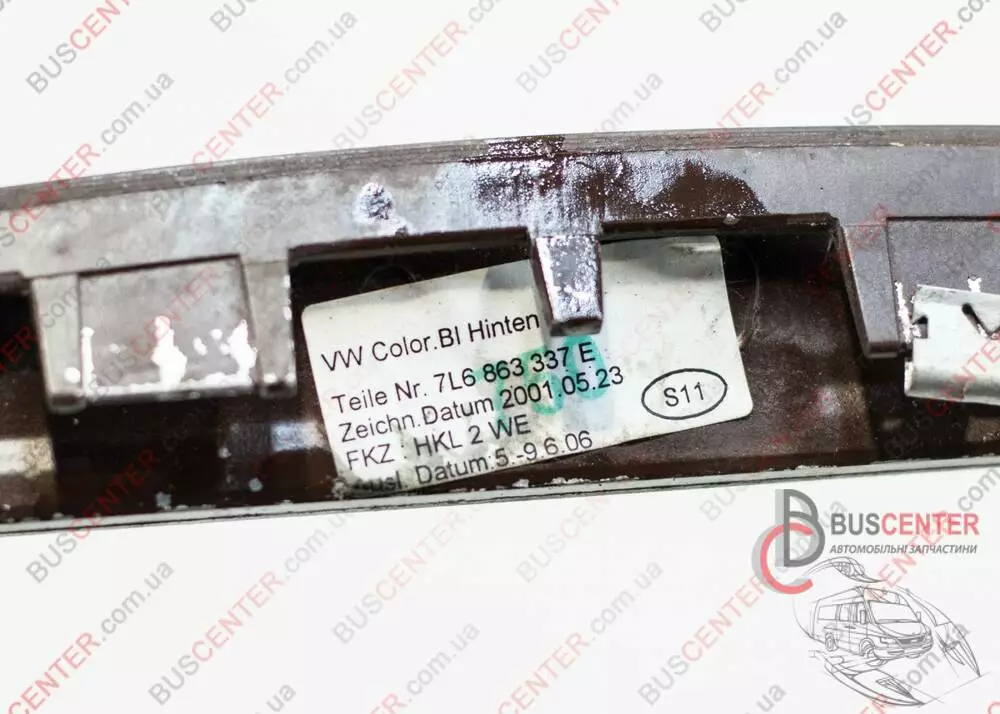 VW Color.BI Hinten
Teile Nr. 7L6 863 337 E
Zeichn.Datum 2001.05.23
FKZ : HKL 2 WE
Datum:5.-9.6.06
S11
BUSCENTER
АВТОМОБІЛЬНІ ЗАПЧАСТИНИ
BUSCENTER.com.ua